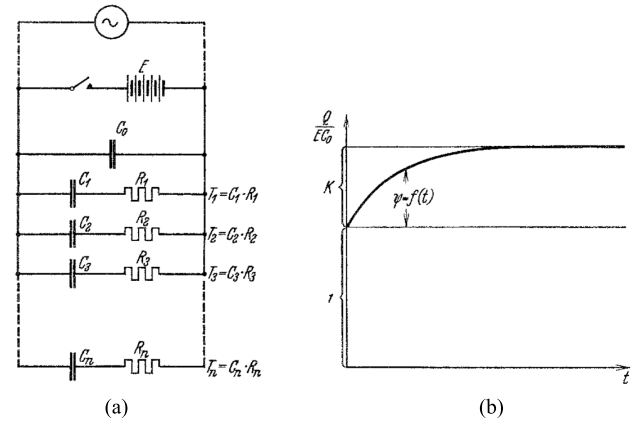 E
C₀
C₁ R₁ T₁=C₁·R₁
C₂ R₂ T₂=C₂·R₂
C₃ R₃ T₃=C₃·R₃
Cₙ Rₙ Tₙ=Cₙ·Rₙ
(a)
Q
EC₀
K
ψ=f(t)
1
t
(b)